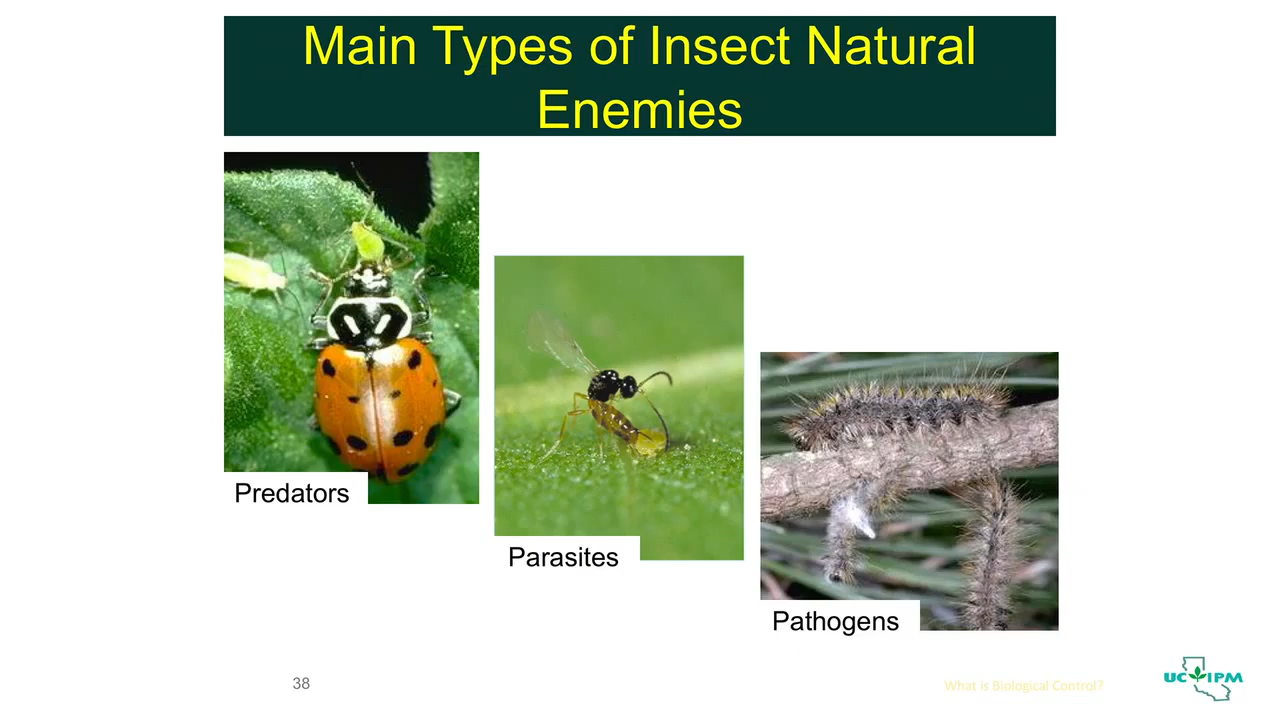 Main Types of Insect Natural
Enemies
Predators
Parasites
Pathogens
38
What is Biological Control?
UC IPM